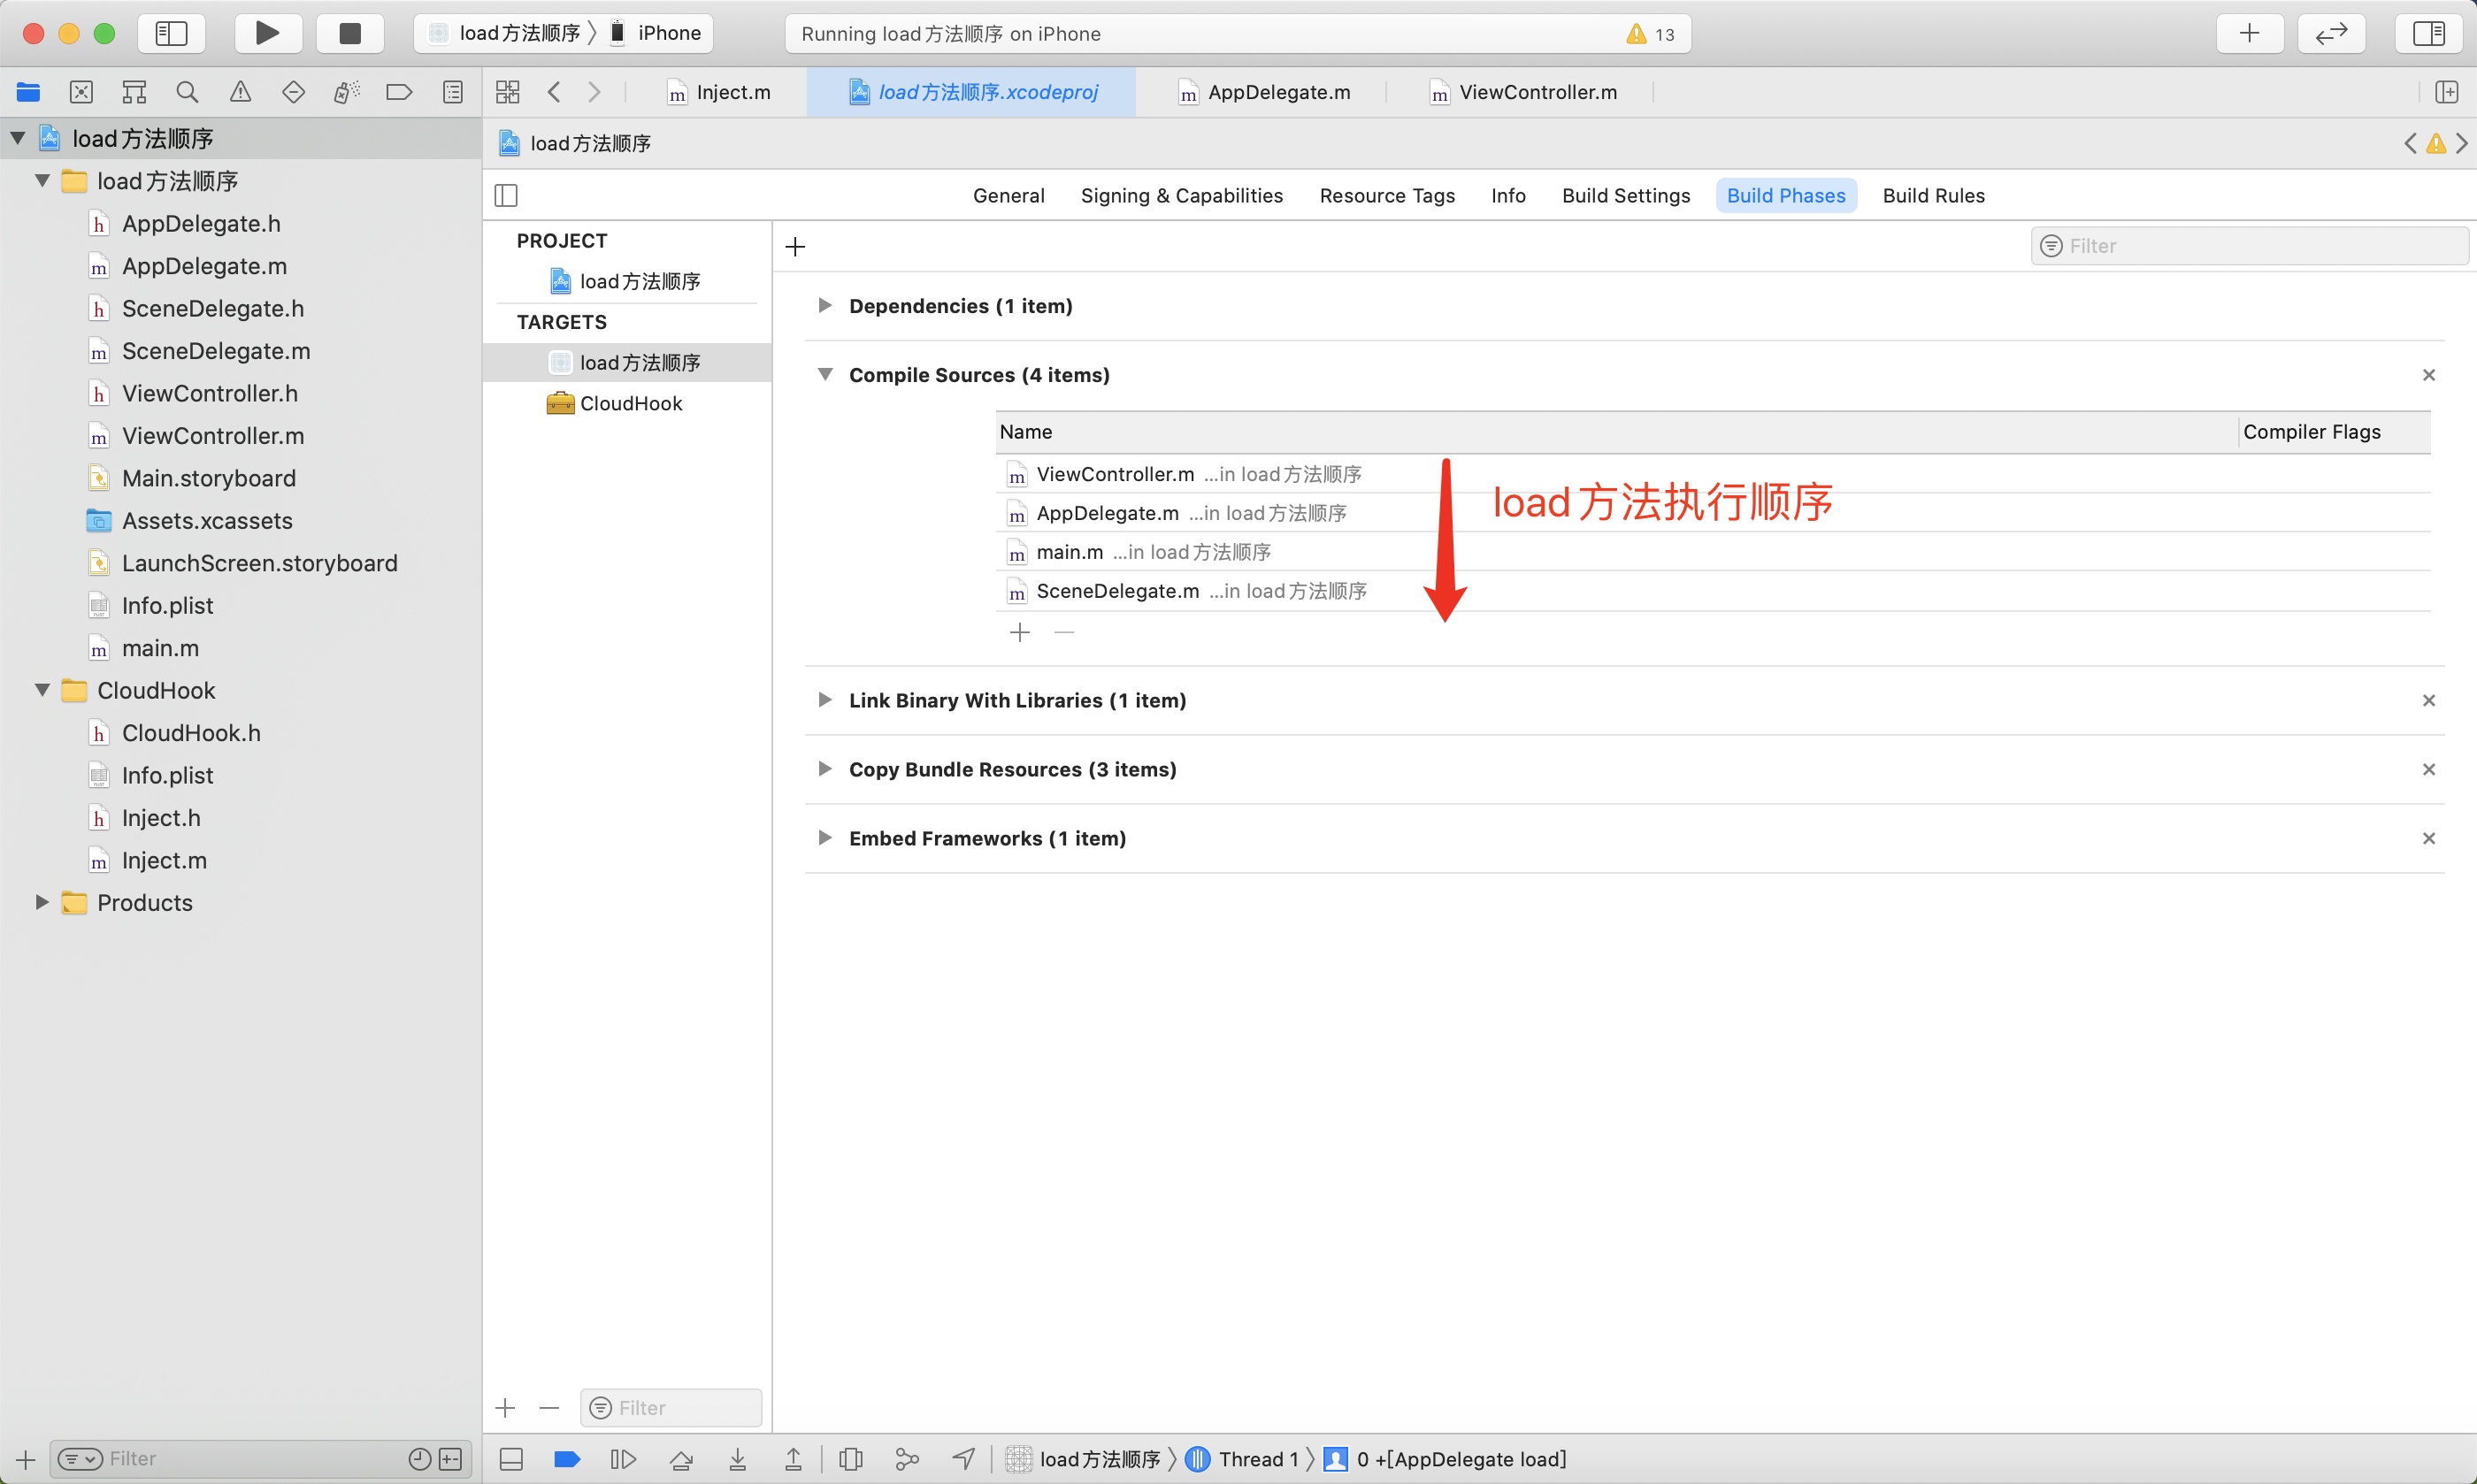 load方法顺序 〉 iPhone
Running load方法顺序 on iPhone
13
Inject.m
load方法顺序.xcodeproj
AppDelegate.m
ViewController.m
load方法顺序
load方法顺序
AppDelegate.h
AppDelegate.m
SceneDelegate.h
SceneDelegate.m
ViewController.h
ViewController.m
Main.storyboard
Assets.xcassets
LaunchScreen.storyboard
Info.plist
main.m
CloudHook
CloudHook.h
Info.plist
Inject.h
Inject.m
Products
Filter
load方法顺序
General
Signing & Capabilities
Resource Tags
Info
Build Settings
Build Phases
Build Rules
PROJECT
load方法顺序
TARGETS
load方法顺序
CloudHook
Filter
Filter
Dependencies (1 item)
Compile Sources (4 items)
Name
Compiler Flags
ViewController.m ...in load方法顺序
AppDelegate.m ...in load方法顺序
main.m ...in load方法顺序
SceneDelegate.m ...in load方法顺序
load方法执行顺序
Link Binary With Libraries (1 item)
Copy Bundle Resources (3 items)
Embed Frameworks (1 item)
load方法顺序 〉 Thread 1 〉 0 +[AppDelegate load]